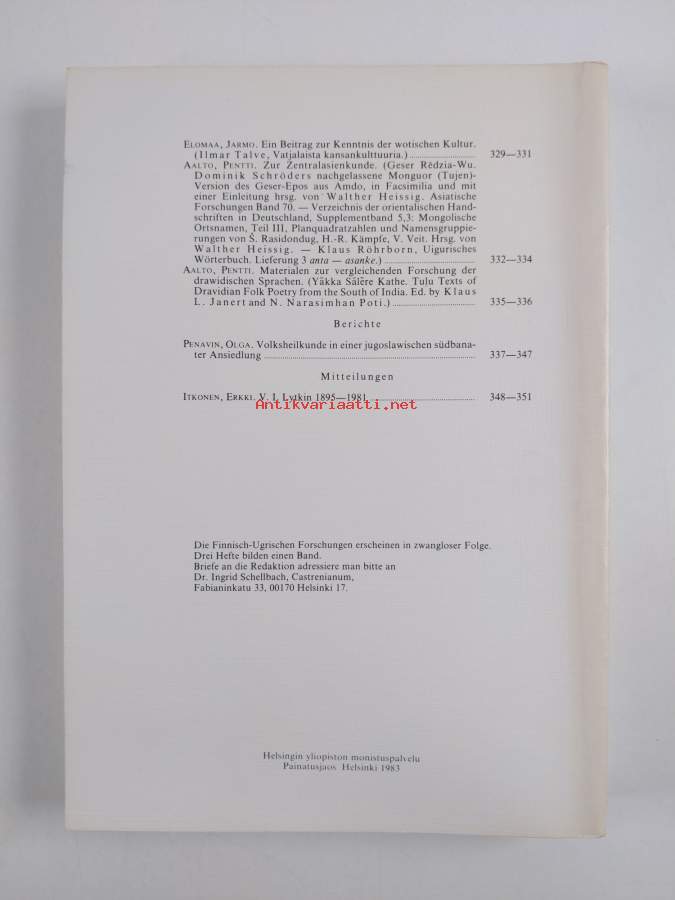 ELOMAA, JARMO. Ein Beitrag zur Kenntnis der wotischen Kultur.
(Ilmar Talve, Vatjalaista kansankulttuuria.) 329—331
AALTO, PENTTI. Zur Zentralasienkunde. (Geser Rëdzia-Wu.
Dominik Schröders nachgelassene Monguor (Tujen)-
Version des Geser-Epos aus Amdo, in Facsimilia und mit
einer Einleitung hrsg. von Walther Heissig. Asiatische
Forschungen Band 70. — Verzeichnis der orientalischen Hand-
schriften in Deutschland, Supplementband 5,3: Mongolische
Ortsnamen, Teil III, Planquadratzahlen und Namensgruppie-
rungen von Š. Rasidondug, H.-R. Kämpfe, V. Veit. Hrsg. von
Walther Heissig. — Klaus Röhrborn, Uigurisches
Wörterbuch. Lieferung 3 anta — asanke.) 332—334
AALTO, PENTTI. Materialen zur vergleichenden Forschung der
drawidischen Sprachen. (Yākka Sālēre Kathe. Tuḷu Texts of
Dravidian Folk Poetry from the South of India. Ed. by Klaus
L. Janert and N. Narasimhan Poti.) 335—336
Berichte
PENAVIN, OLGA. Volksheilkunde in einer jugoslawischen südbana-
ter Ansiedlung 337—347
Mitteilungen
ITKONEN, ERKKI. V. I. Lytkin 1895—1981 348—351
Antikvariaatti.net
Die Finnisch-Ugrischen Forschungen erscheinen in zwangloser Folge.
Drei Hefte bilden einen Band.
Briefe an die Redaktion adressiere man bitte an
Dr. Ingrid Schellbach, Castrenianum,
Fabianinkatu 33, 00170 Helsinki 17.
Helsingin yliopiston monistuspalvelu
Painatusjaos Helsinki 1983